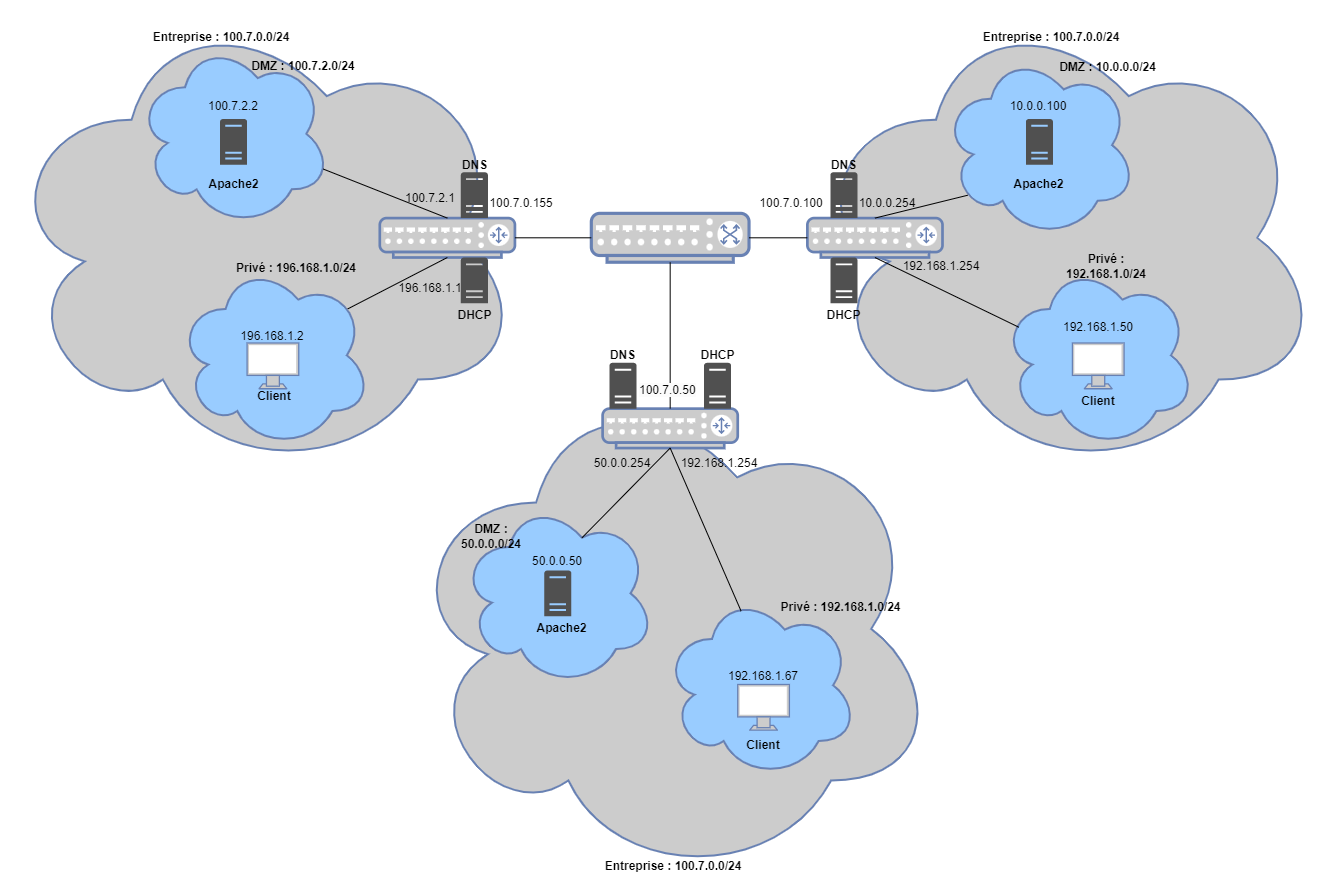 Entreprise : 100.7.0.0/24
DMZ : 100.7.2.0/24
100.7.2.2
Apache2
DNS
100.7.2.1
100.7.0.155
Privé : 196.168.1.0/24
196.168.1.1
DHCP
196.168.1.2
Client
Entreprise : 100.7.0.0/24
DMZ : 10.0.0.0/24
10.0.0.100
Apache2
DNS
100.7.0.100
10.0.0.254
192.168.1.254
DHCP
Privé :
192.168.1.0/24
192.168.1.50
Client
DNS
DHCP
100.7.0.50
50.0.0.254
192.168.1.254
DMZ :
50.0.0.0/24
50.0.0.50
Apache2
Privé : 192.168.1.0/24
192.168.1.67
Client
Entreprise : 100.7.0.0/24